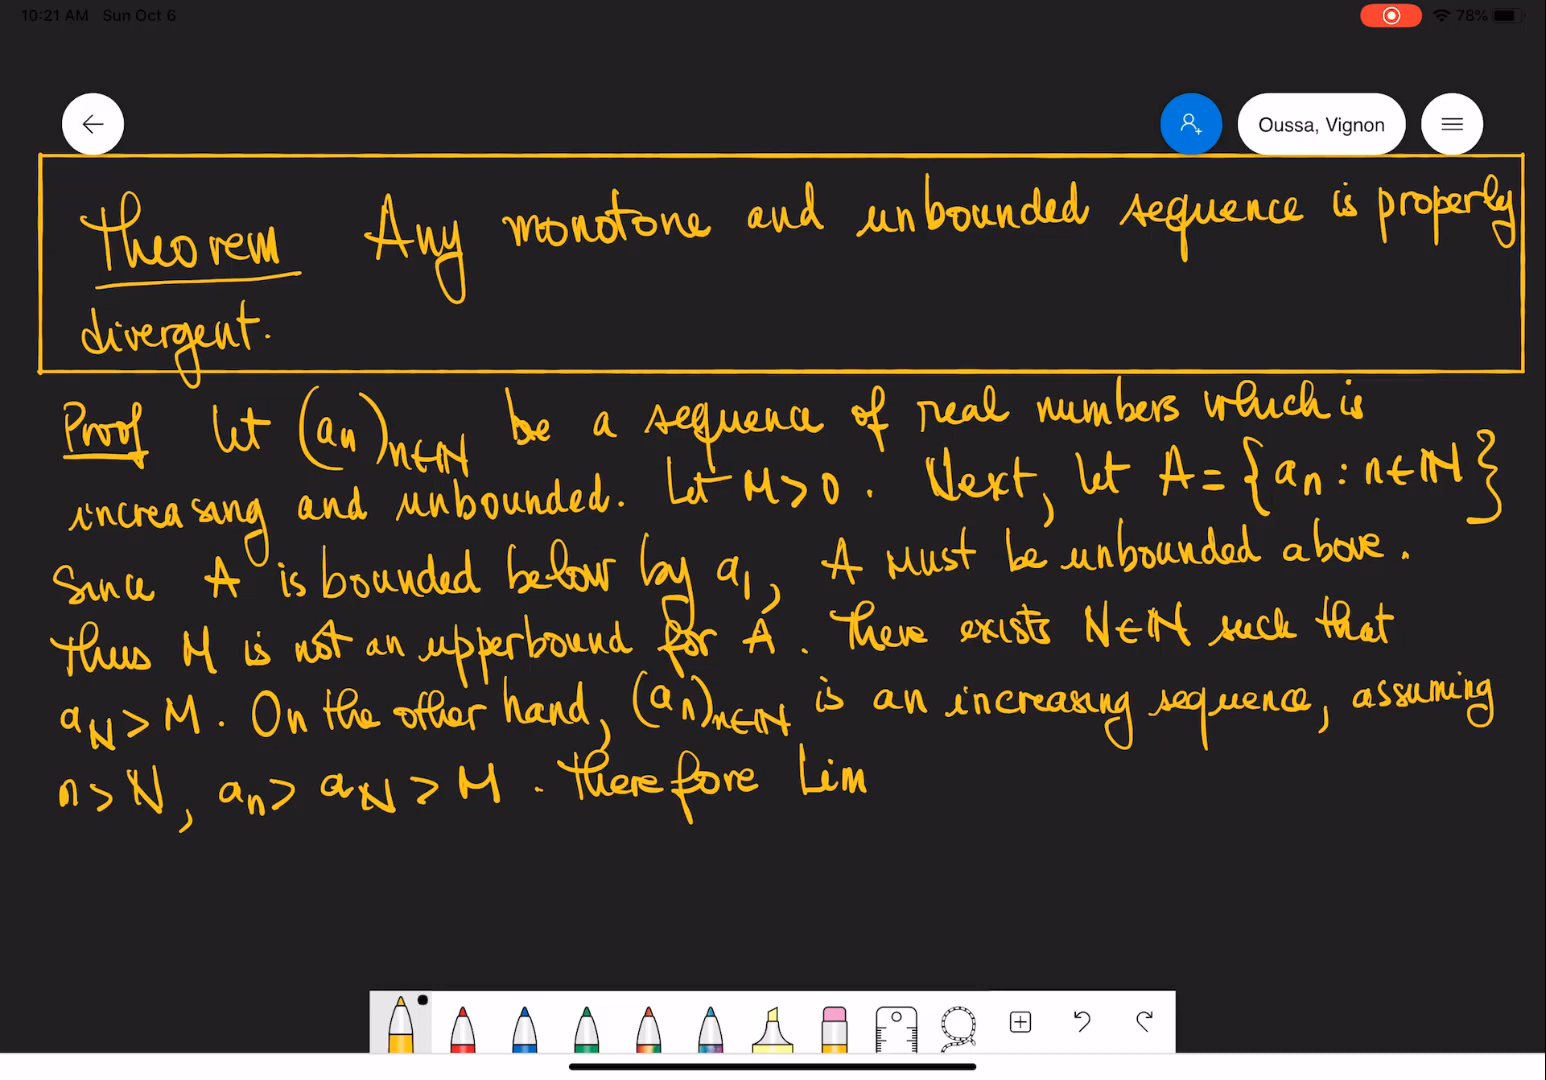 10:21 AM Sun Oct 6
78%
Oussa, Vignon
Theorem Any monotone and unbounded sequence is properly
divergent.
Proof Let (an)n∈ℕ be a sequence of real numbers which is
increasing and unbounded. Let M > 0. Next, let A = {an : n∈ℕ}
Since A is bounded below by a1, A must be unbounded above.
Thus M is not an upperbound for A. There exists N∈ℕ such that
aN > M. On the other hand, (an)n∈ℕ is an increasing sequence, assuming
n > N, an > aN > M. Therefore Lim